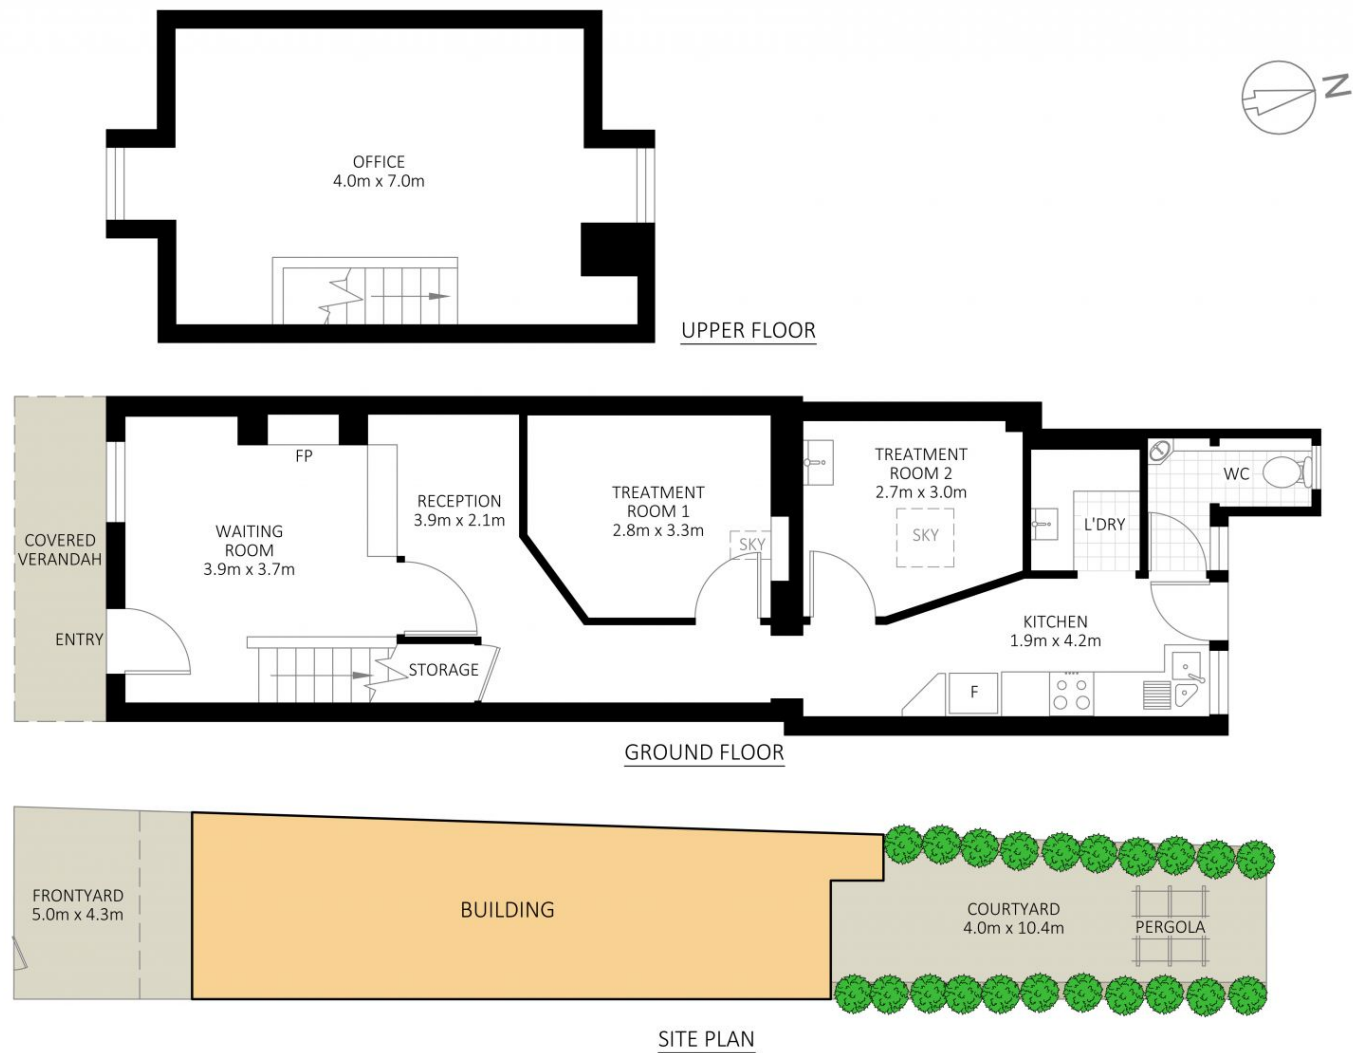 OFFICE
4.0m x 7.0m
N
UPPER FLOOR
COVERED
VERANDAH
ENTRY
WAITING
ROOM
3.9m x 3.7m
FP
RECEPTION
3.9m x 2.1m
STORAGE
TREATMENT
ROOM 1
2.8m x 3.3m
SKY
TREATMENT
ROOM 2
2.7m x 3.0m
SKY
L'DRY
WC
KITCHEN
1.9m x 4.2m
F
GROUND FLOOR
FRONTYARD
5.0m x 4.3m
BUILDING
COURTYARD
4.0m x 10.4m
PERGOLA
SITE PLAN